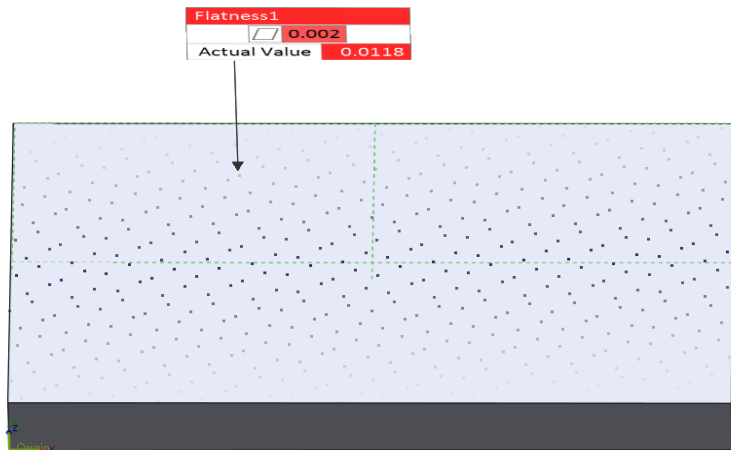 Flatness1
0.002
Actual Value 0.0118
Z
Origin
X